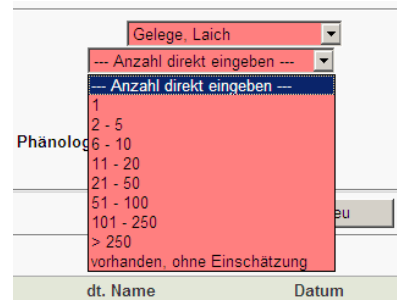 Gelege, Laich
--- Anzahl direkt eingeben ---
--- Anzahl direkt eingeben ---
1
2 - 5
Phänolog
6 - 10
11 - 20
21 - 50
51 - 100
101 - 250
eu
> 250
vorhanden, ohne Einschätzung
dt. Name Datum